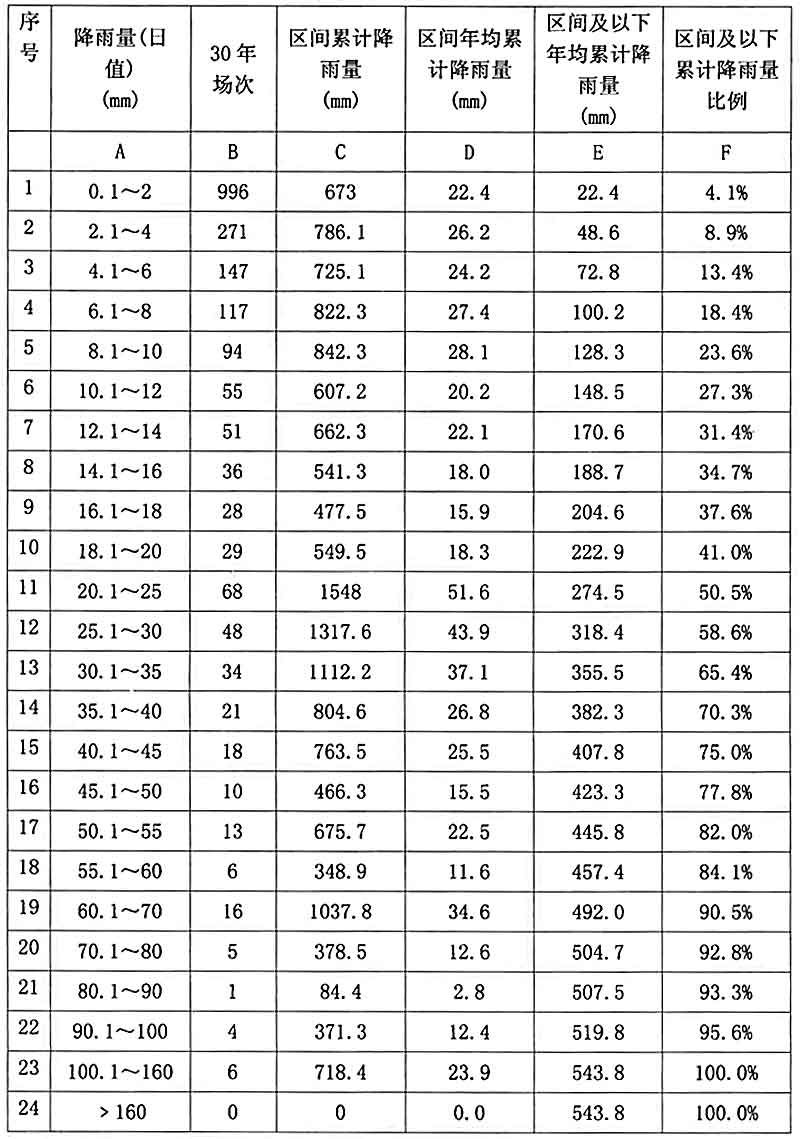 序号 降雨量(日值)(mm) 30年场次 区间累计降雨量(mm) 区间年均累计降雨量(mm) 区间及以下年均累计降雨量(mm) 区间及以下累计降雨量比例
A B C D E F
1 0.1～2 996 673 22.4 22.4 4.1%
2 2.1～4 271 786.1 26.2 48.6 8.9%
3 4.1～6 147 725.1 24.2 72.8 13.4%
4 6.1～8 117 822.3 27.4 100.2 18.4%
5 8.1～10 94 842.3 28.1 128.3 23.6%
6 10.1～12 55 607.2 20.2 148.5 27.3%
7 12.1～14 51 662.3 22.1 170.6 31.4%
8 14.1～16 36 541.3 18.0 188.7 34.7%
9 16.1～18 28 477.5 15.9 204.6 37.6%
10 18.1～20 29 549.5 18.3 222.9 41.0%
11 20.1～25 68 1548 51.6 274.5 50.5%
12 25.1～30 48 1317.6 43.9 318.4 58.6%
13 30.1～35 34 1112.2 37.1 355.5 65.4%
14 35.1～40 21 804.6 26.8 382.3 70.3%
15 40.1～45 18 763.5 25.5 407.8 75.0%
16 45.1～50 10 466.3 15.5 423.3 77.8%
17 50.1～55 13 675.7 22.5 445.8 82.0%
18 55.1～60 6 348.9 11.6 457.4 84.1%
19 60.1～70 16 1037.8 34.6 492.0 90.5%
20 70.1～80 5 378.5 12.6 504.7 92.8%
21 80.1～90 1 84.4 2.8 507.5 93.3%
22 90.1～100 4 371.3 12.4 519.8 95.6%
23 100.1～160 6 718.4 23.9 543.8 100.0%
24 >160 0 0 0.0 543.8 100.0%